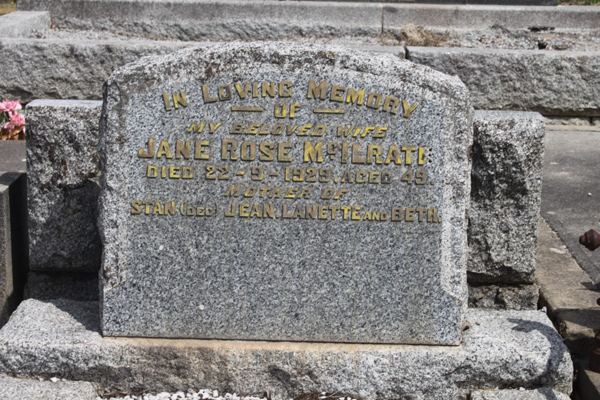 IN LOVING MEMORY
OF
MY BELOVED WIFE
JANE ROSE McILRATH
DIED 22-9-1929, AGED 49.
MOTHER OF
STAN (DEC) JEAN, LANETTE AND BETH.